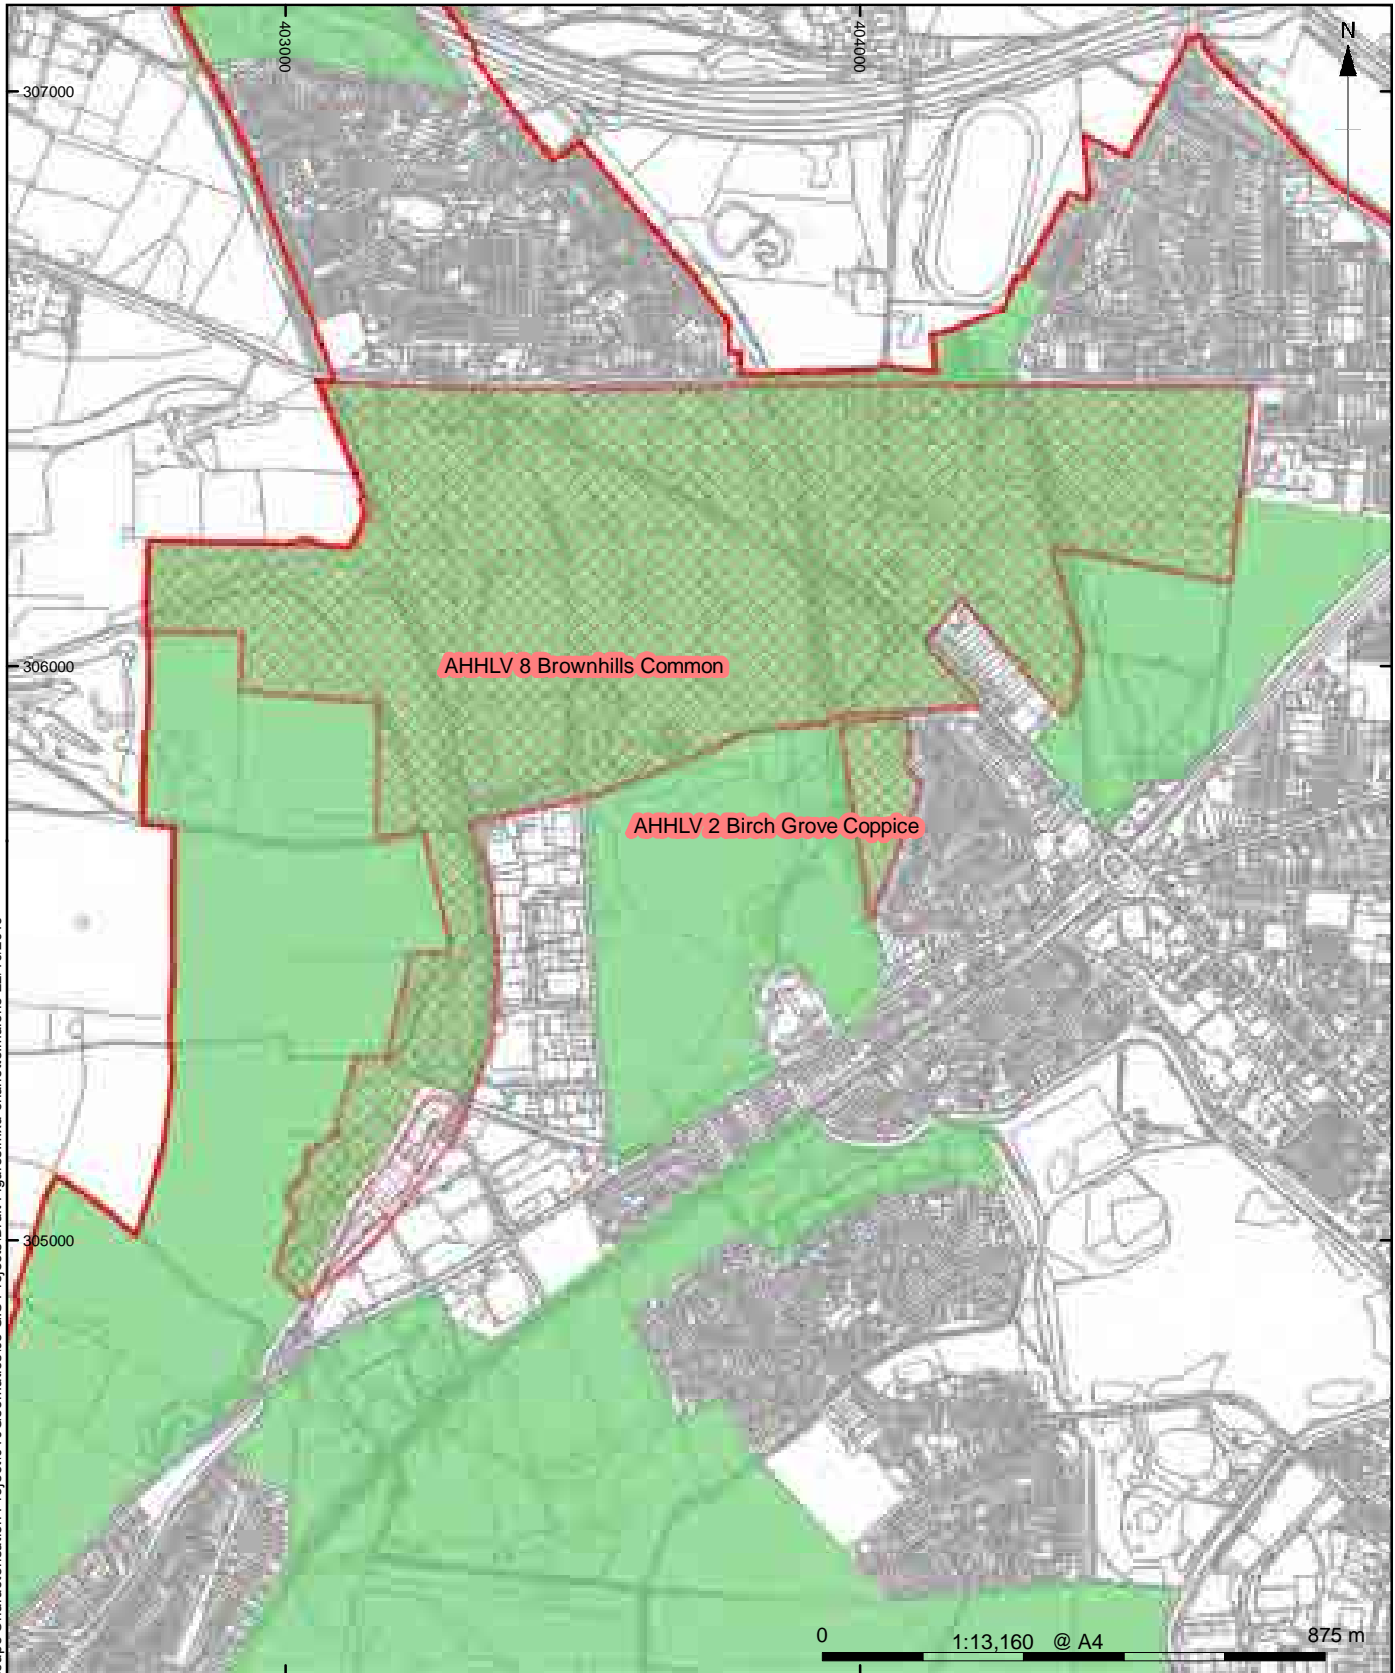 403000
404000
N
307000
306000
AHHLV 8 Brownhills Common
AHHLV 2 Birch Grove Coppice
305000
0
1:13,160 @ A4
875 m